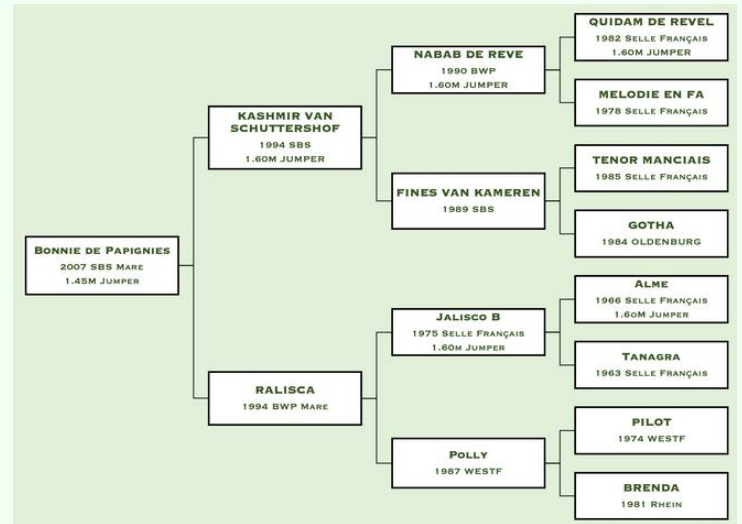 Bonnie de Papignies
2007 SBS Mare
1.45M Jumper
KASHMIR VAN
SCHUTTERSHOF
1994 SBS
1.60M JUMPER
RALISCA
1994 BWP Mare
NABAB DE REVE
1990 BWP
1.60M JUMPER
FINES VAN KAMEREN
1989 SBS
Jalisco B
1975 Selle Français
1.60m Jumper
Polly
1987 WESTF
QUIDAM DE REVEL
1982 Selle Français
1.60M JUMPER
MELODIE EN FA
1978 Selle Français
TENOR MANCIAIS
1985 Selle Français
GOTHA
1984 OLDENBURG
Alme
1966 Selle Français
1.60M Jumper
Tanagra
1963 Selle Français
PILOT
1974 WESTF
BRENDA
1981 Rhein